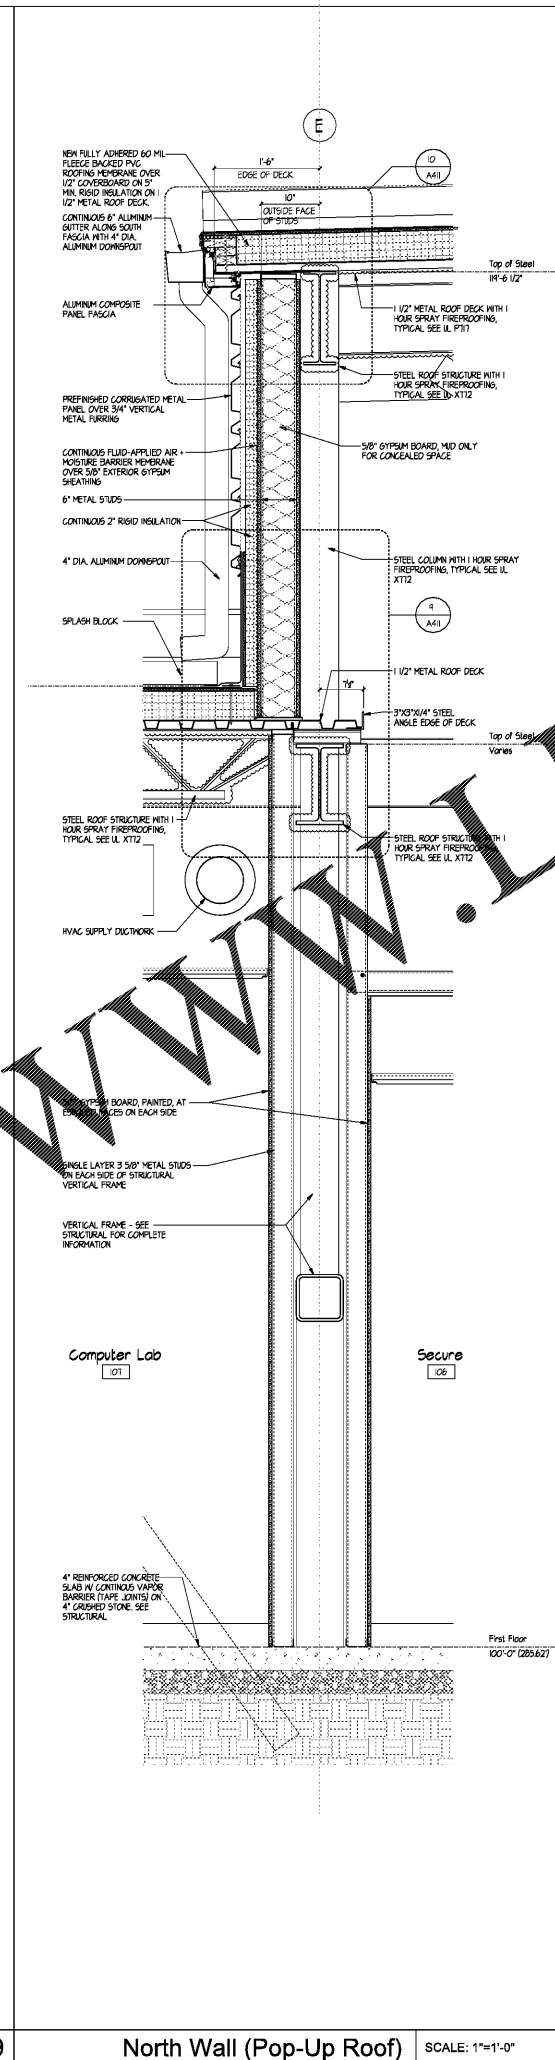 E
1'-6"
EDGE OF DECK
10
A411
10"
OUTSIDE FACE
OF STUDS
NEW FULLY ADHERED 60 MIL
FLEECE BACKED PVC
ROOFING MEMBRANE OVER
1/2" COVERBOARD ON 5"
MIN. RIGID INSULATION ON 1
1/2" METAL ROOF DECK.
CONTINUOUS 6" ALUMINUM
GUTTER ALONG SOUTH
FASCIA WITH 4" DIA.
ALUMINUM DOWNSPOUT
Top of Steel
119'-6 1/2"
ALUMINUM COMPOSITE
PANEL FASCIA
1 1/2" METAL ROOF DECK WITH 1
HOUR SPRAY FIREPROOFING,
TYPICAL SEE UL P717
STEEL ROOF STRUCTURE WITH 1
HOUR SPRAY FIREPROOFING,
TYPICAL SEE UL X772
PREFINISHED CORRUGATED METAL
PANEL OVER 3/4" VERTICAL
METAL FURRING
5/8" GYPSUM BOARD, MUD ONLY
FOR CONCEALED SPACE
CONTINUOUS FLUID-APPLIED AIR +
MOISTURE BARRIER MEMBRANE
OVER 5/8" EXTERIOR GYPSUM
SHEATHING
6" METAL STUDS
CONTINUOUS 2" RIGID INSULATION
4" DIA. ALUMINUM DOWNSPOUT
STEEL COLUMN WITH 1 HOUR SPRAY
FIREPROOFING, TYPICAL SEE UL
X772
9
A411
SPLASH BLOCK
1 1/2" METAL ROOF DECK
3"X3"X1/4" STEEL
ANGLE EDGE OF DECK
Top of Steel
Varies
STEEL ROOF STRUCTURE WITH 1
HOUR SPRAY FIREPROOFING,
TYPICAL SEE UL X772
STEEL ROOF STRUCTURE WITH 1
HOUR SPRAY FIREPROOFING,
TYPICAL SEE UL X772
HVAC SUPPLY DUCTWORK
WWW.L
GYPSUM BOARD, PAINTED, AT
FACES ON EACH SIDE
SINGLE LAYER 3 5/8" METAL STUDS
ON EACH SIDE OF STRUCTURAL
VERTICAL FRAME
VERTICAL FRAME - SEE
STRUCTURAL FOR COMPLETE
INFORMATION
Computer Lab
107
Secure
106
4" REINFORCED CONCRETE
SLAB W/ CONTINOUS VAPOR
BARRIER (TAPE JOINTS) ON
4" CRUSHED STONE. SEE
STRUCTURAL
First Floor
100'-0" (285.62')
9
North Wall (Pop-Up Roof)
SCALE: 1"=1'-0"